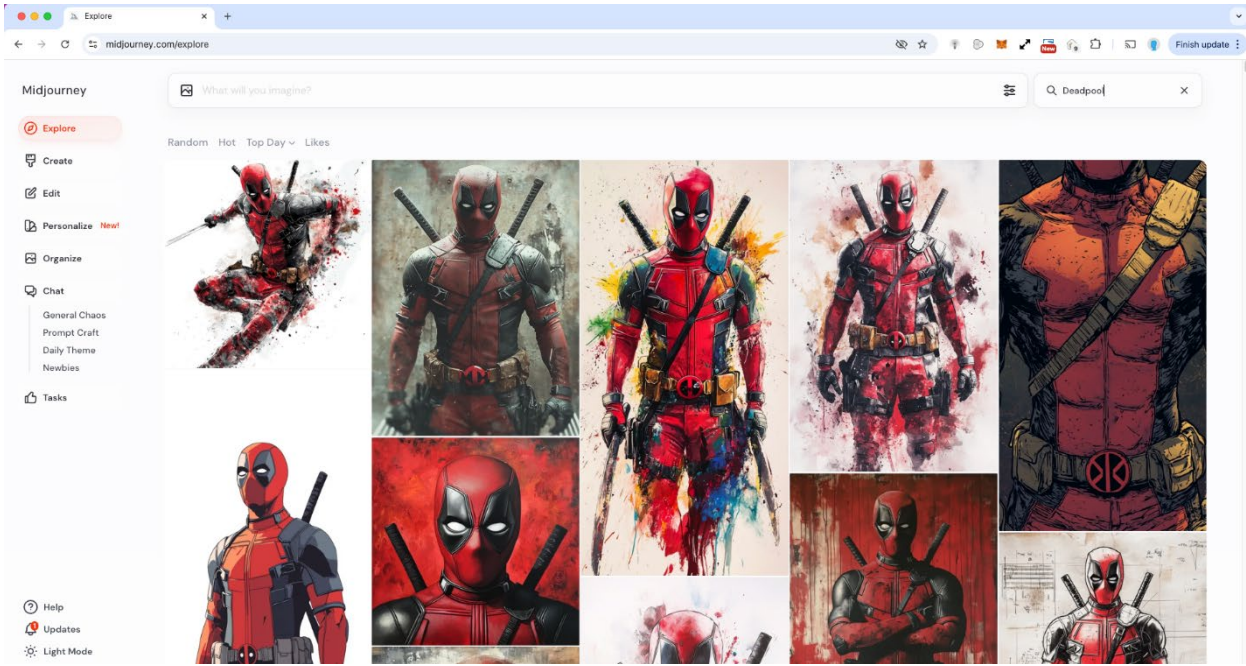 Explore
midjourney.com/explore
New
Finish update
Midjourney
What will you imagine?
Deadpool
Explore
Random Hot Top Day Likes
Create
Edit
Personalize New!
Organize
Chat
General Chaos
Prompt Craft
Daily Theme
Newbies
Tasks
Help
Updates
Light Mode